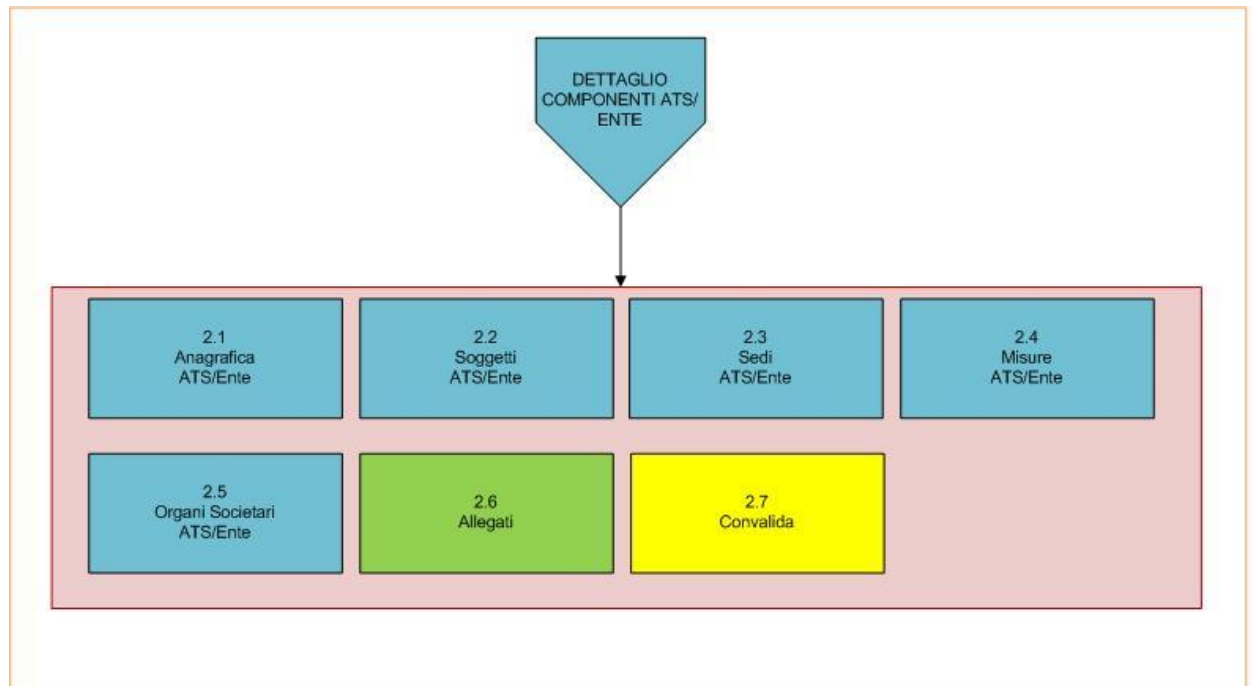 DETTAGLIO
COMPONENTI ATS/
ENTE
2.1
Anagrafica
ATS/Ente
2.2
Soggetti
ATS/Ente
2.3
Sedi
ATS/Ente
2.4
Misure
ATS/Ente
2.5
Organi Societari
ATS/Ente
2.6
Allegati
2.7
Convalida